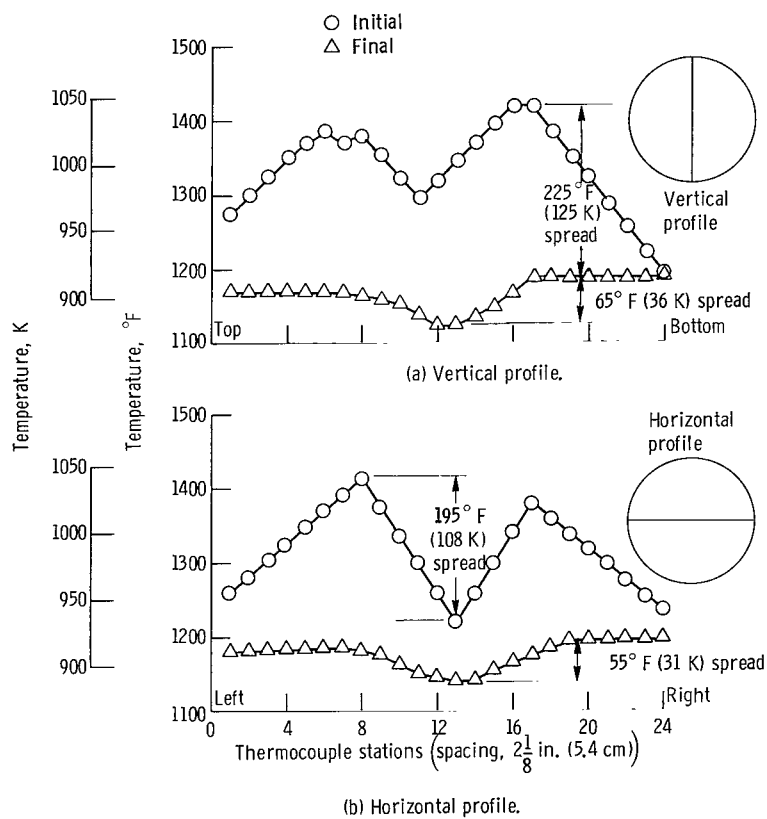 Initial
Final
1500
1400
1300
1200
1100
1050
1000
950
900
Temperature, K
Temperature, °F
225° F
(125 K)
spread
65° F (36 K) spread
Vertical
profile
Top
Bottom
(a) Vertical profile.
1500
1400
1300
1200
1100
1050
1000
950
900
195° F
(108 K)
spread
55° F (31 K) spread
Horizontal
profile
Left
Right
0 4 8 12 16 20 24
Thermocouple stations (spacing, 2 1/8 in. (5.4 cm))
(b) Horizontal profile.